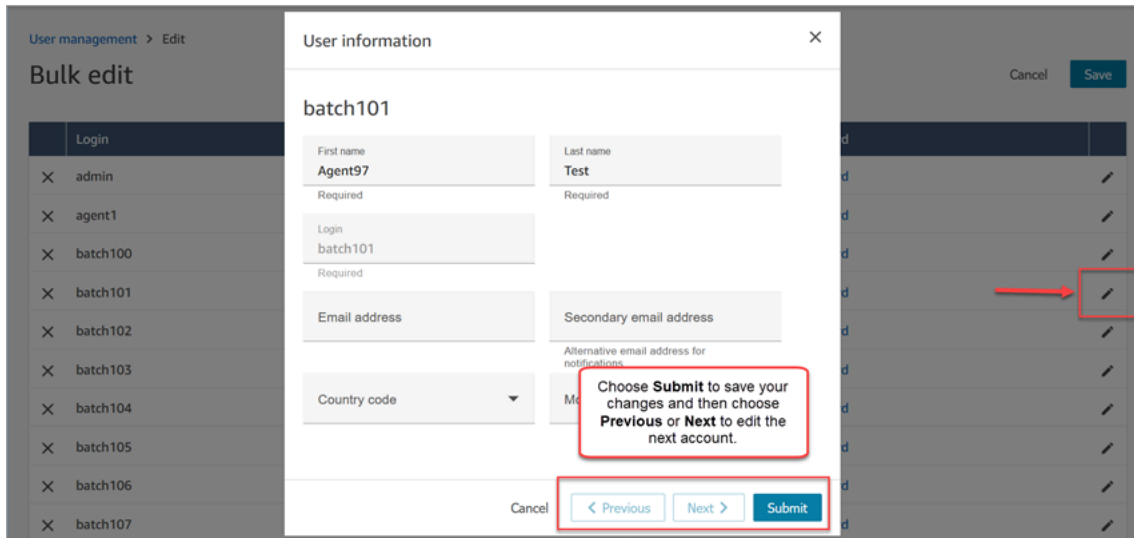 User management > Edit
Bulk edit
Cancel
Save
Login
d
admin
d
agent1
d
batch100
d
batch101
d
batch102
d
batch103
d
batch104
d
batch105
d
batch106
d
batch107
d
User information
batch101
First name
Last name
Agent97
Test
Required
Required
Login
batch101
Required
Email address
Secondary email address
Alternative email address for
notifications
Country code
Mo
Choose Submit to save your
changes and then choose
Previous or Next to edit the
next account.
Cancel
< Previous
Next >
Submit